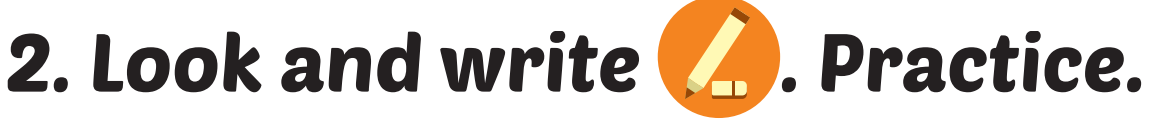 2. Look and write . Practice.